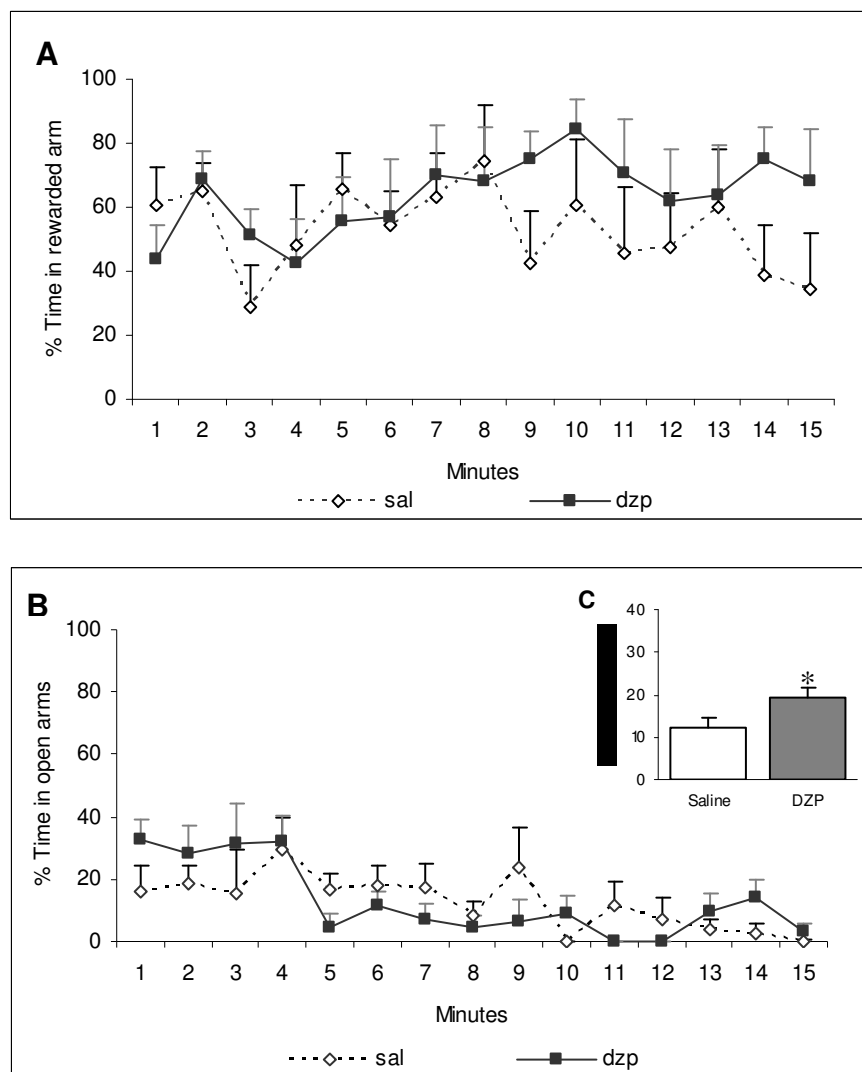 A
100
80
60
40
20
0
% Time in rewarded arm
1 2 3 4 5 6 7 8 9 10 11 12 13 14 15
Minutes
sal dzp
B
100
80
60
40
20
0
% Time in open arms
1 2 3 4 5 6 7 8 9 10 11 12 13 14 15
Minutes
sal dzp
C
40
30
20
10
0
*
Saline DZP